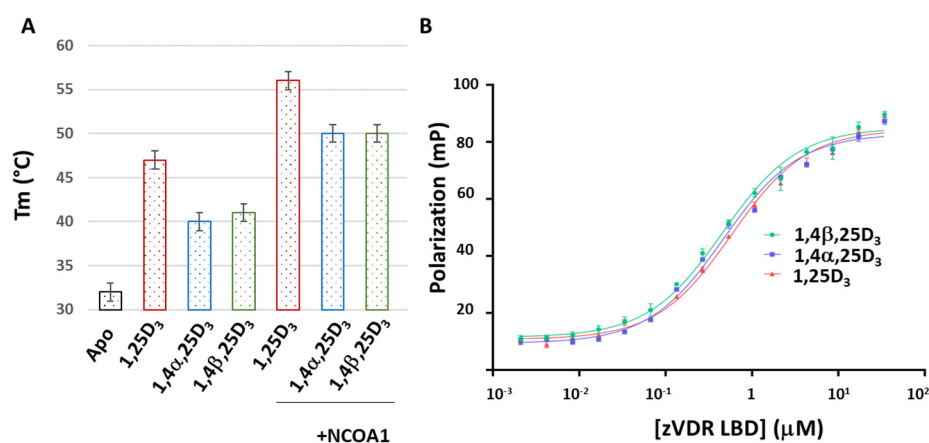 A
Tm (°C)
60
55
50
45
40
35
30
Apo
1,25D₃
1,4α,25D₃
1,4β,25D₃
1,25D₃
1,4α,25D₃
1,4β,25D₃
+NCOA1
B
Polarization (mP)
100
80
60
40
20
1,4β,25D₃
1,4α,25D₃
1,25D₃
10⁻³
10⁻¹
1
10¹
10²
[zVDR LBD] (μM)